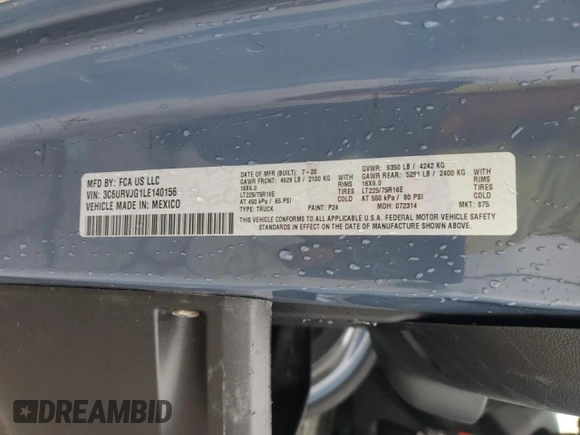 MFD BY: FCA US LLC
VIN: 3C6URVJG1LE140156
VEHICLE MADE IN: MEXICO
DATE OF MFR (BUILT): 7-20
GAWR FRONT: 4629 LB / 2100 KG
16X6.0 WITH
RIMS
LT225/75R16E TIRES
AT 450 kPa / 65 PSI COLD
TYPE: TRUCK
GVWR: 9350 LB / 4242 KG
GAWR REAR: 5291 LB / 2400 KG
16X6.0 WITH
RIMS
LT225/75R16E TIRES
AT 550 kPa / 80 PSI COLD
PAINT: P24 MDH: 072314 MKT: 875
THIS VEHICLE CONFORMS TO ALL APPLICABLE U.S.A. FEDERAL MOTOR VEHICLE SAFETY
STANDARDS IN EFFECT ON THE DATE OF MANUFACTURE SHOWN ABOVE.
DREAMBID